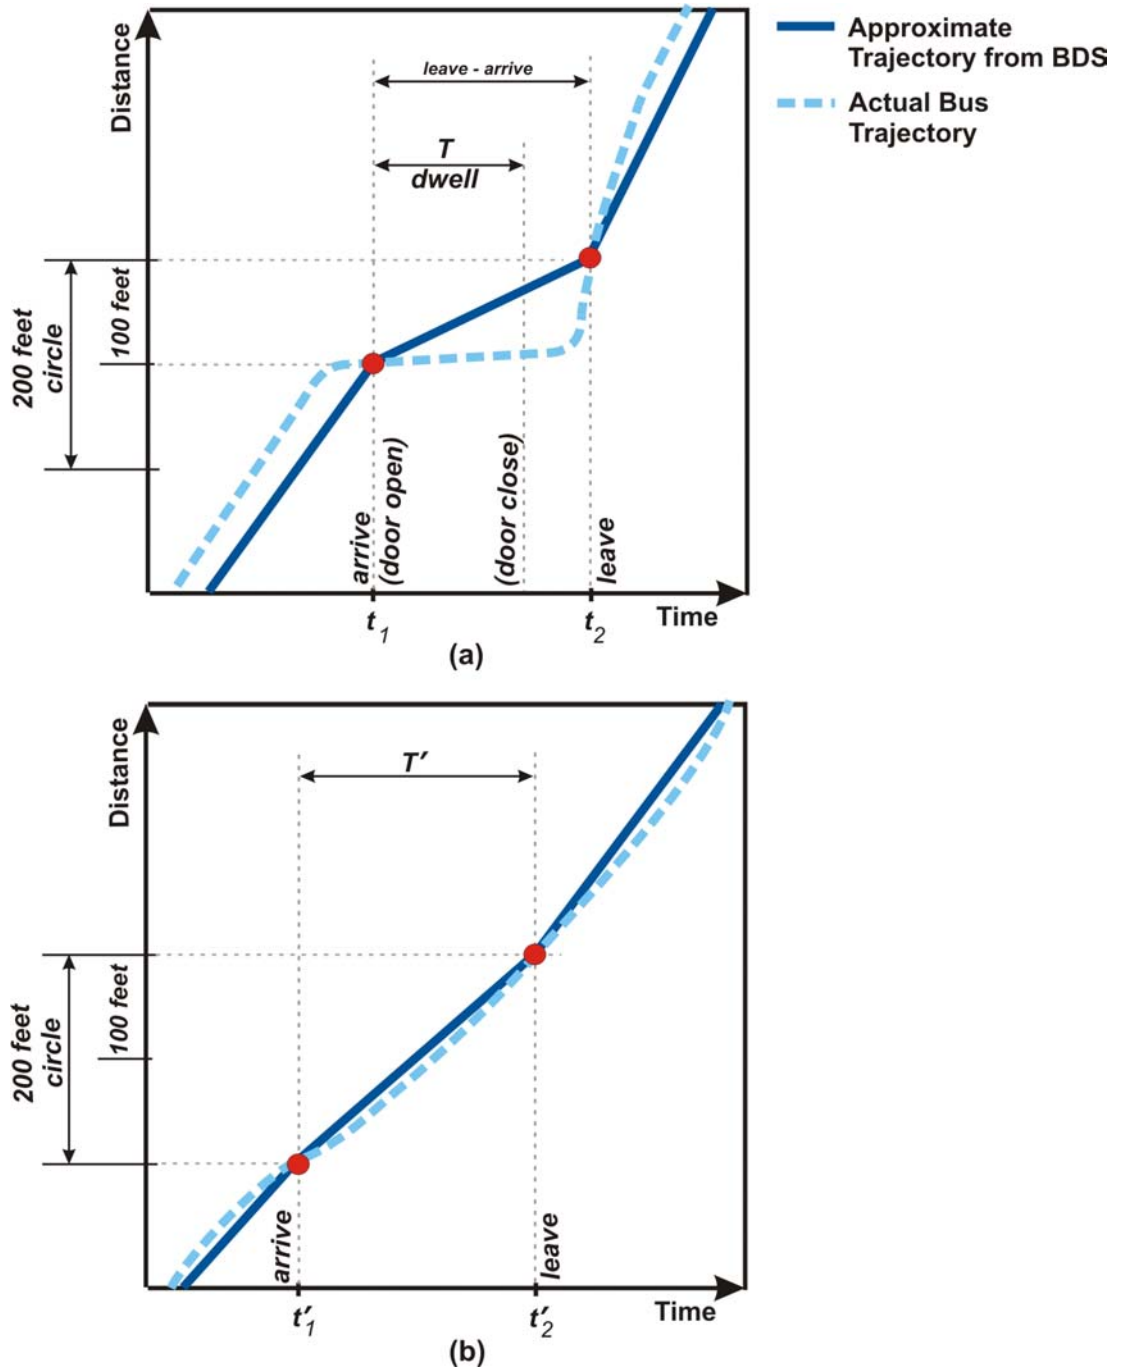 Distance
leave - arrive
T
dwell
200 feet
circle
100 feet
arrive
(door open)
(door close)
leave
t1
t2
Time
(a)
Approximate
Trajectory from BDS
Actual Bus
Trajectory
Distance
T′
200 feet
circle
100 feet
arrive
leave
t′1
t′2
Time
(b)